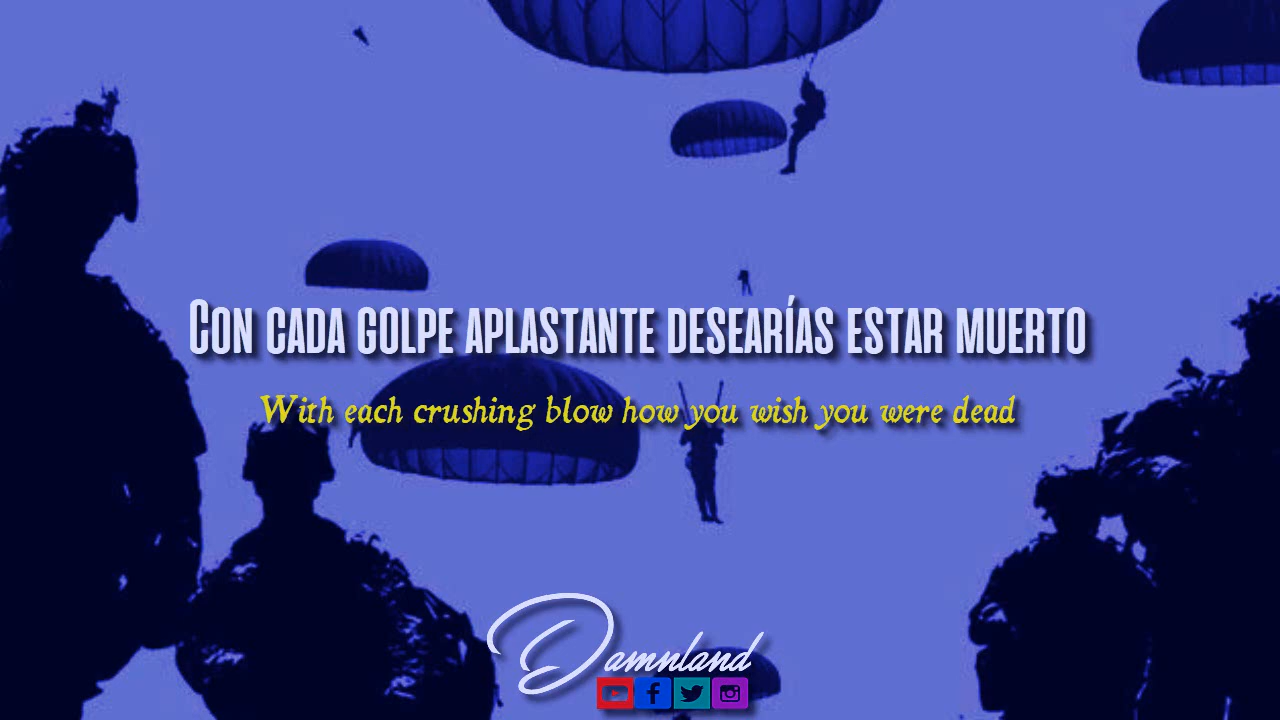 Con cada golpe aplastante desearías estar muerto
With each crushing blow how you wish you were dead
Damnland